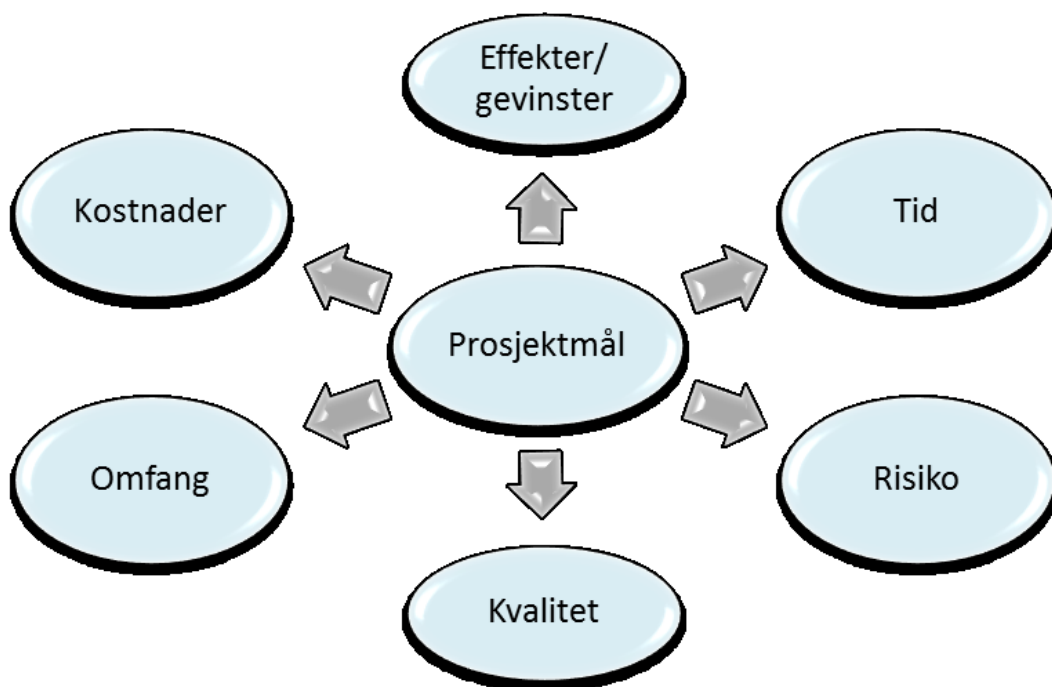 Effekter/
gevinster
Kostnader
Tid
Prosjektmål
Omfang
Risiko
Kvalitet